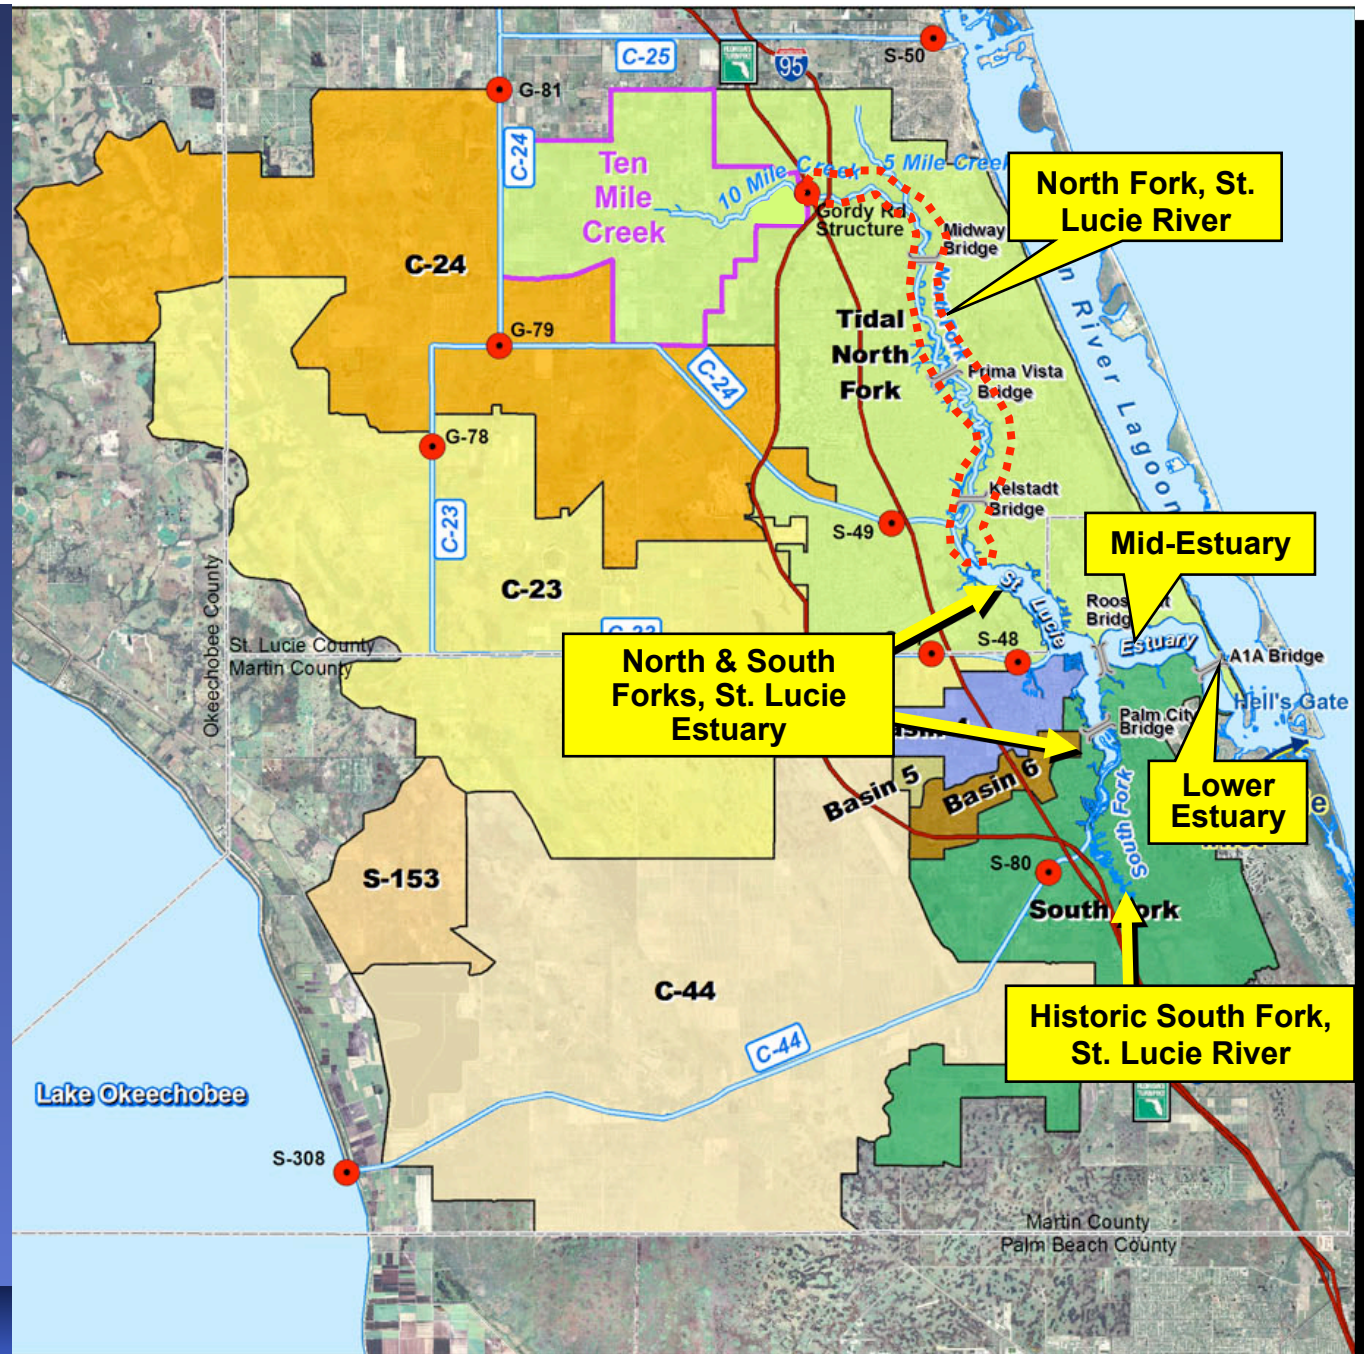 C-25
S-50
95
G-81
C-24
Ten
Mile
Creek
10 Mile Creek
5 Mile Creek
North Fork, St.
Lucie River
Gordy Rd
Structure
Midway
Bridge
C-24
North Fork
River Lagoon
G-79
Tidal
North
Fork
C-24
Prima Vista
Bridge
G-78
Kelstadt
Bridge
C-23
S-49
Mid-Estuary
Okeechobee County
C-23
St. Lucie
Bridge
St. Lucie County
Martin County
North & South
Forks, St. Lucie
Estuary
S-48
Estuary
A1A Bridge
Hell's Gate
Palm City
Bridge
Basin 5
Basin 6
Lower
Estuary
South Fork
S-153
S-80
South Fork
C-44
Historic South Fork,
St. Lucie River
C-44
Lake Okeechobee
S-308
Martin County
Palm Beach County